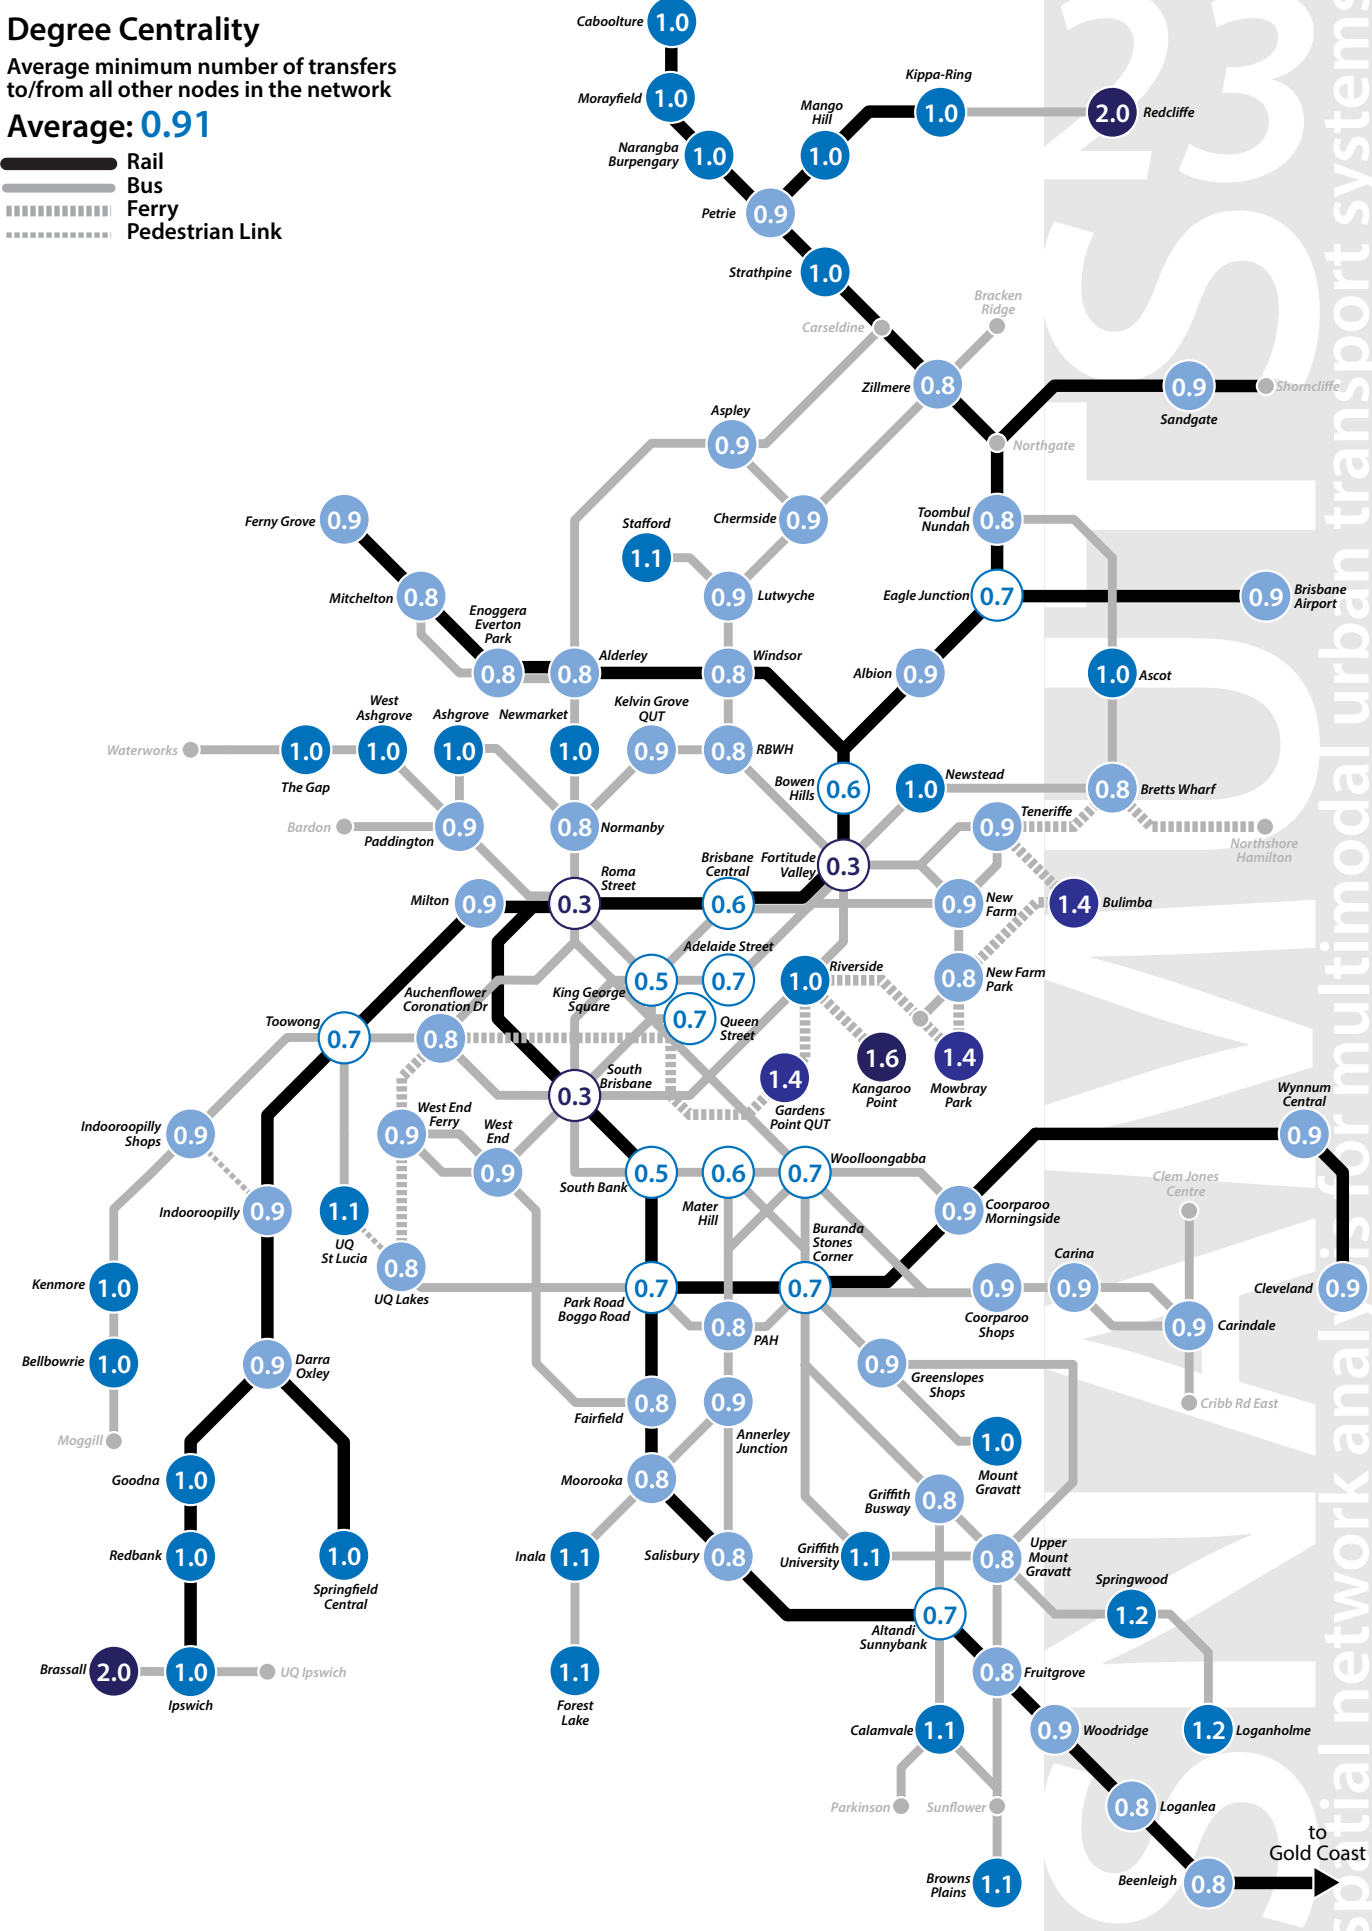 Degree Centrality
Average minimum number of transfers
to/from all other nodes in the network
Average: 0.91
Rail
Bus
Ferry
Pedestrian Link
Caboolture
1.0
Morayfield
1.0
Narangba
Burpengary
1.0
Mango
Hill
1.0
Kippa-Ring
1.0
2.0
Redcliffe
Petrie
0.9
Strathpine
1.0
Carseldine
Bracken
Ridge
Zillmere
0.8
0.9
Sandgate
Shorncliffe
Northgate
Aspley
0.9
Chermside
0.9
Toombul
Nundah
0.8
Ferny Grove
0.9
Stafford
1.1
Mitchelton
0.8
0.9
Lutwyche
Eagle Junction
0.7
0.9
Brisbane
Airport
Enoggera
Everton
Park
0.8
Alderley
0.8
Windsor
0.8
Albion
0.9
1.0
Ascot
Waterworks
1.0
The Gap
West
Ashgrove
1.0
Ashgrove
1.0
Newmarket
1.0
Kelvin Grove
QUT
0.9
0.8
RBWH
Bowen
Hills
0.6
Newstead
1.0
0.8
Bretts Wharf
Bardon
Paddington
0.9
0.8
Normanby
Teneriffe
0.9
Northshore
Hamilton
Fortitude
Valley
0.3
Milton
0.9
Roma
Street
0.3
Brisbane
Central
0.6
0.9
New
Farm
1.4
Bulimba
Adelaide Street
King George
Square
0.5
0.7
1.0
Riverside
0.8
New Farm
Park
0.7
Queen
Street
Toowong
0.7
Auchenflower
Coronation Dr
0.8
1.4
Gardens
Point QUT
1.6
Kangaroo
Point
1.4
Mowbray
Park
South
Brisbane
0.3
Indooroopilly
Shops
0.9
West End
Ferry
0.9
West
End
0.9
South Bank
0.5
0.6
Mater
Hill
0.7
Woolloongabba
Wynnum
Central
0.9
Clem Jones
Centre
Indooroopilly
0.9
1.1
UQ
St Lucia
0.8
UQ Lakes
0.9
Coorparoo
Morningside
Kenmore
1.0
Park Road
Boggo Road
0.7
Buranda
Stones
Corner
0.7
0.9
Coorparoo
Shops
Carina
0.9
Cleveland
0.9
0.8
PAH
0.9
Carindale
Bellbowrie
1.0
Darra
Oxley
0.9
0.9
Greenslopes
Shops
Moggill
Fairfield
0.8
0.9
Annerley
Junction
Cribb Rd East
1.0
Mount
Gravatt
Goodna
1.0
Moorooka
0.8
Griffith
Busway
0.8
Redbank
1.0
1.0
Springfield
Central
Inala
1.1
Salisbury
0.8
Griffith
University
1.1
0.8
Upper
Mount
Gravatt
Springwood
1.2
Altandi
Sunnybank
0.7
Brassall
2.0
1.0
Ipswich
UQ Ipswich
1.1
Forest
Lake
0.8
Fruitgrove
Calamvale
1.1
0.9
Woodridge
1.2
Loganholme
Parkinson
Sunflower
0.8
Loganlea
Browns
Plains
1.1
Beenleigh
0.8
to
Gold Coast
SNAMUTS 23
spatial network analysis for multimodal urban transport systems